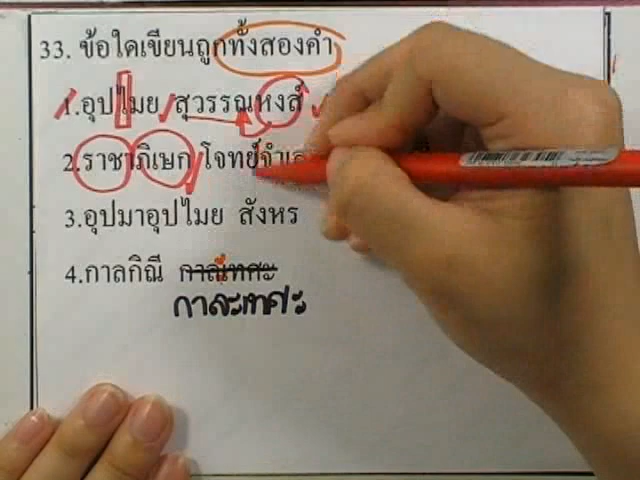 33. ข้อใดเขียนถูกทั้งสองคำ
1.อุปไมย สุวรรณหงส์
2.ราชาภิเษก โจทย์
3.อุปมาอุปไมย สังหร
4.กาลกิณี กาลเทศะ
กาละเทศะ